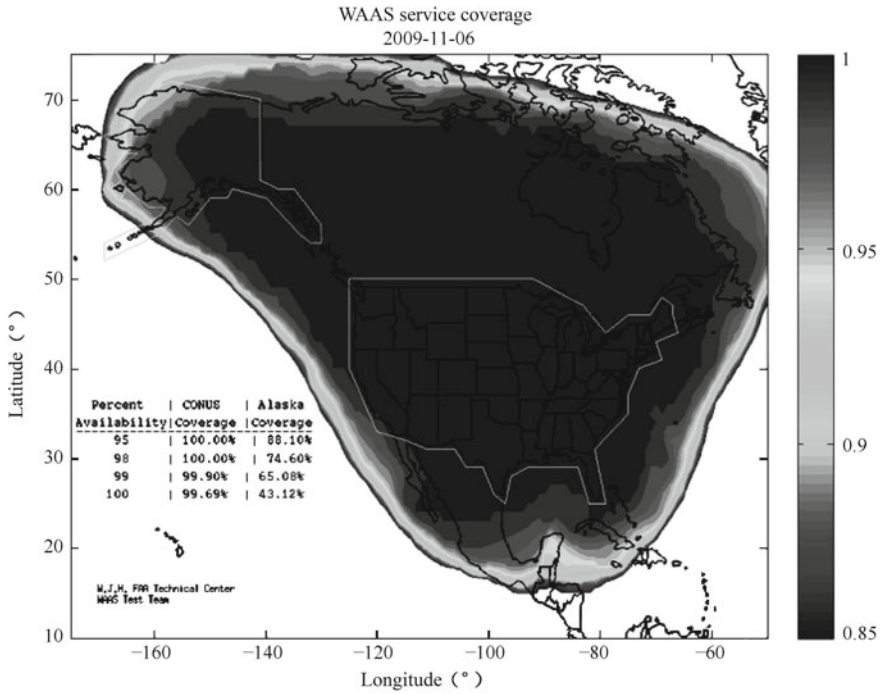 WAAS service coverage
2009-11-06
70
60
50
40
30
20
10
Latitude (°)
Percent | CONUS | Alaska
Availability|Coverage |Coverage
95 | 100.00% | 88.10%
98 | 100.00% | 74.60%
99 | 99.90% | 65.08%
100 | 99.69% | 43.12%
W.J.H. FAA Technical Center
WAAS Test Team
−160 −140 −120 −100 −80 −60
Longitude (°)
1
0.95
0.9
0.85